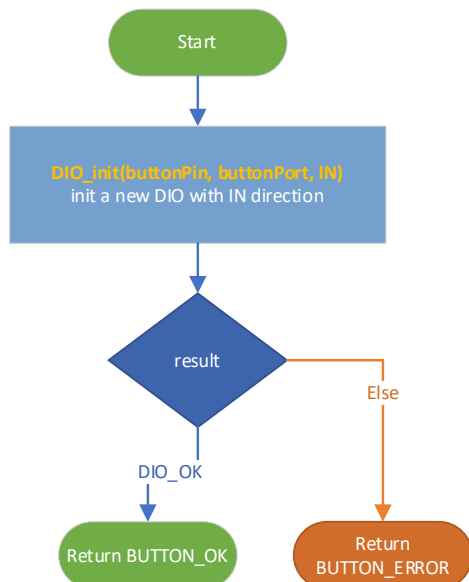 Start
DIO_init(buttonPin, buttonPort, IN)
init a new DIO with IN direction
result
Else
DIO_OK
Return BUTTON_OK
Return
BUTTON_ERROR